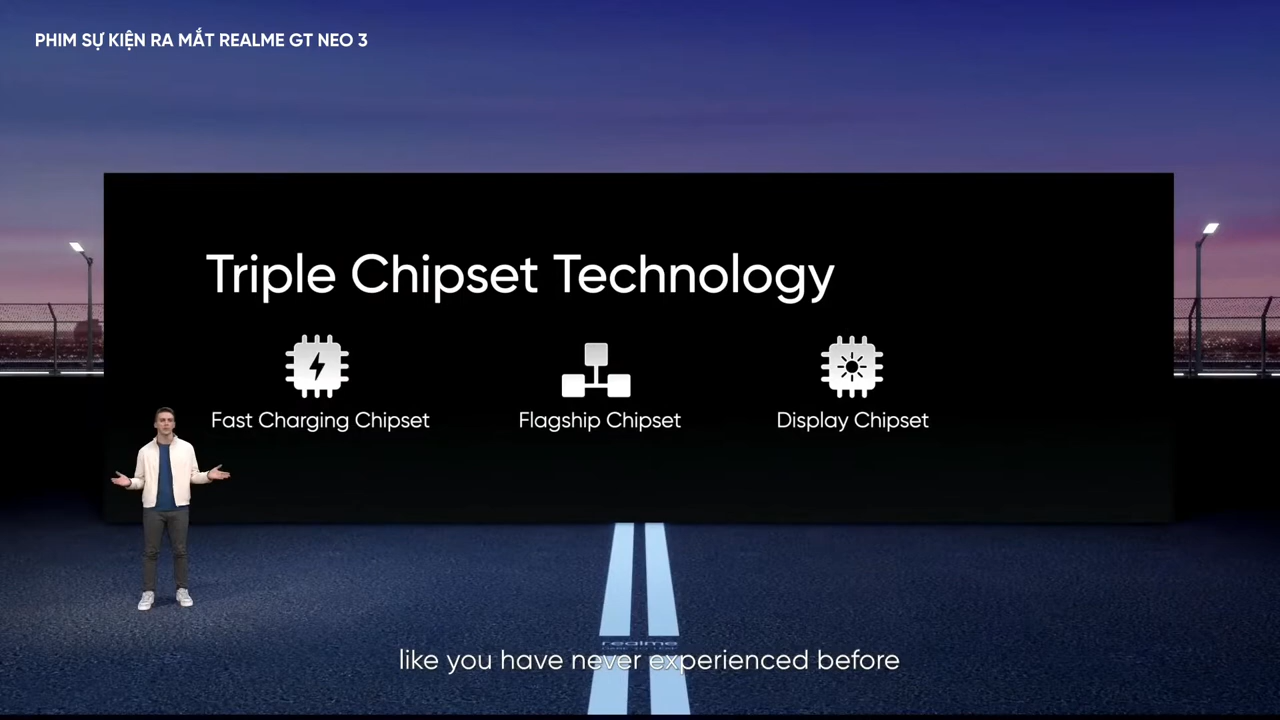 PHIM SỰ KIỆN RA MẮT REALME GT NEO 3
Triple Chipset Technology
Fast Charging Chipset
Flagship Chipset
Display Chipset
realme
like you have never experienced before